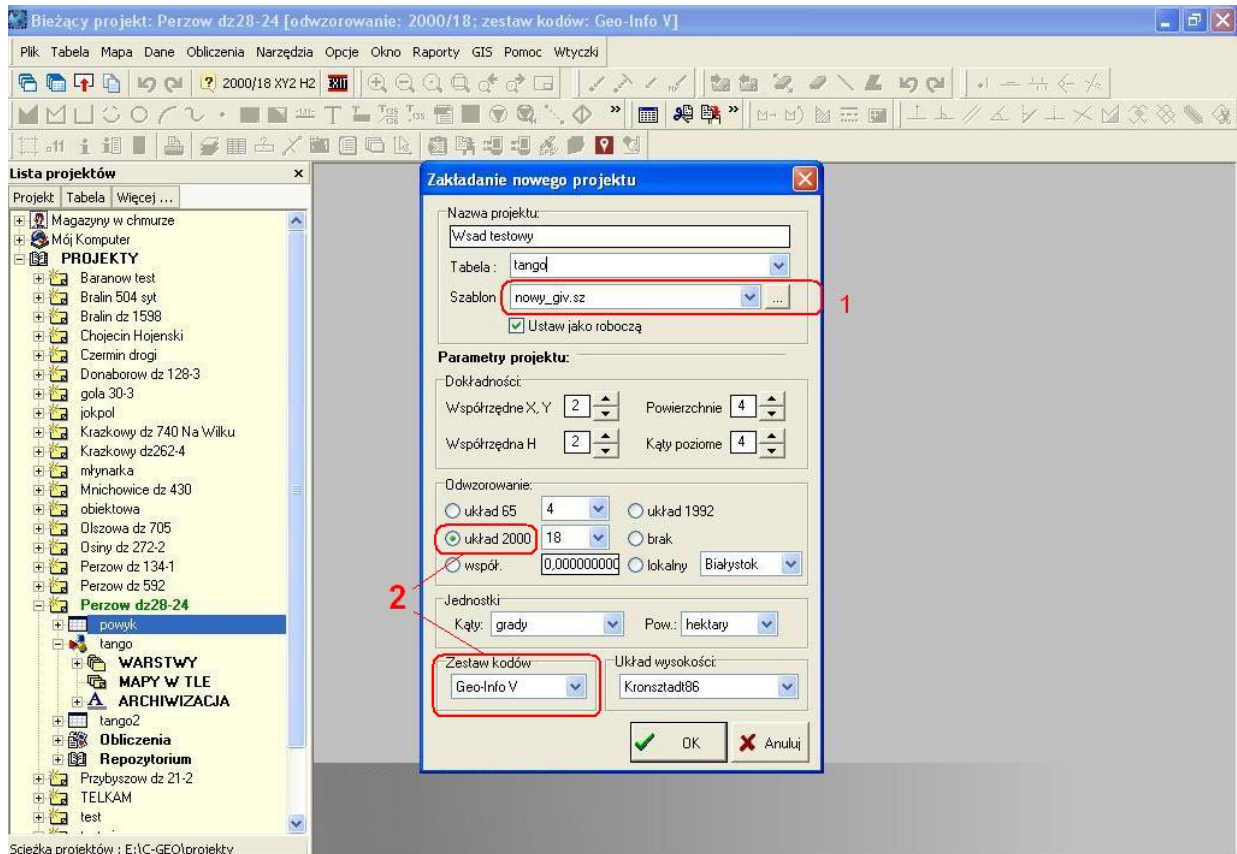 Bieżący projekt: Perzow dz28-24 [odwzorowanie: 2000/18; zestaw kodów: Geo-Info V]
Plik Tabela Mapa Dane Obliczenia Narzędzia Opcje Okno Raporty GIS Pomoc Wtyczki
2000/18 XY2 H2 EXIT
Lista projektów x
Projekt Tabela Więcej ...
Magazyny w chmurze
Mój Komputer
PROJEKTY
Baranow test
Bralin 504 syt
Bralin dz 1598
Chojecin Hojenski
Czermin drogi
Donaborow dz 128-3
gola 30-3
jokpol
Krazkowy dz 740 Na Wilku
Krazkowy dz262-4
młynarka
Mnichowice dz 430
obiektowa
Olszowa dz 705
Osiny dz 272-2
Perzow dz 134-1
Perzow dz 592
Perzow dz28-24
powyk
tango
WARSTWY
MAPY W TLE
ARCHIWIZACJA
tango2
Obliczenia
Repozytorium
Przybyszow dz 21-2
TELKAM
test
Scieżka projektów : E:\C-GEO\projekty
Zakładanie nowego projektu
Nazwa projektu:
Wsad testowy
Tabela : tango
Szablon nowy_giv.sz ...
1
Ustaw jako roboczą
Parametry projektu:
Dokładności:
Współrzędne X, Y 2 Powierzchnie 4
Współrzędna H 2 Kąty poziome 4
Odwzorowanie:
układ 65 4 układ 1992
układ 2000 18 brak
współ. 0,000000000 lokalny Białystok
2
Jednostki
Kąty: grady Pow.: hektary
Zestaw kodów Układ wysokości:
Geo-Info V Kronsztadt86
OK Anuluj